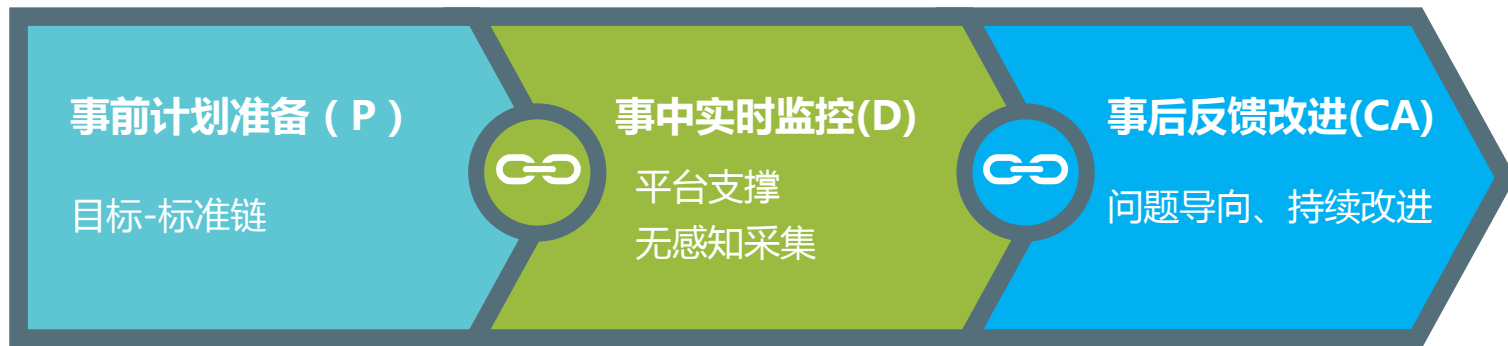 事前计划准备（P）
目标-标准链
事中实时监控(D)
平台支撑
无感知采集
事后反馈改进(CA)
问题导向、持续改进